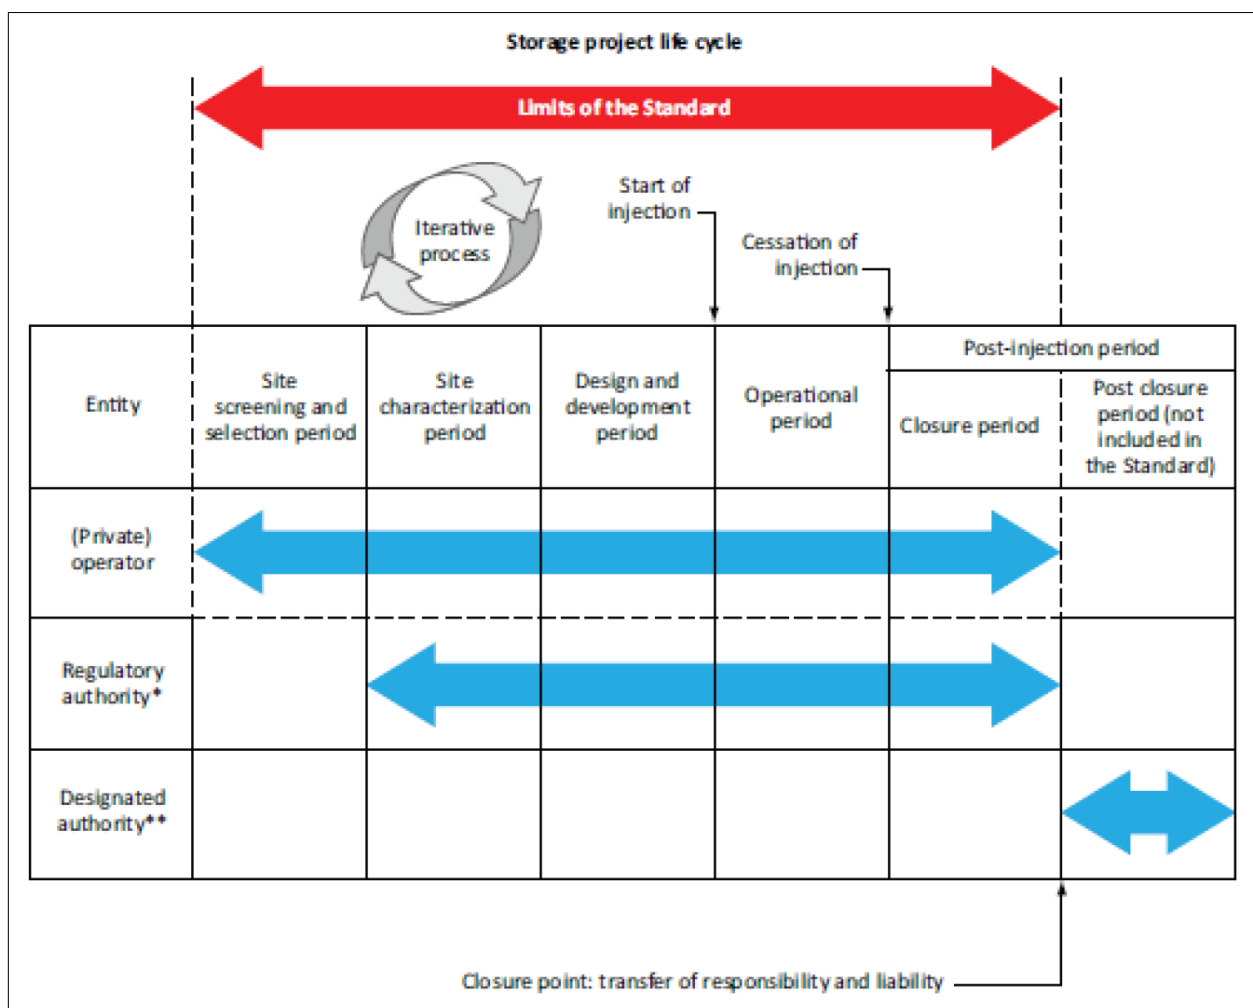 Storage project life cycle
Limits of the Standard
Iterative
process
Start of
injection
Cessation of
injection
Entity
Site
screening and
selection period
Site
characterization
period
Design and
development
period
Operational
period
Post-injection period
Closure period
Post closure
period (not
included in
the Standard)
(Private)
operator
Regulatory
authority*
Designated
authority**
Closure point: transfer of responsibility and liability